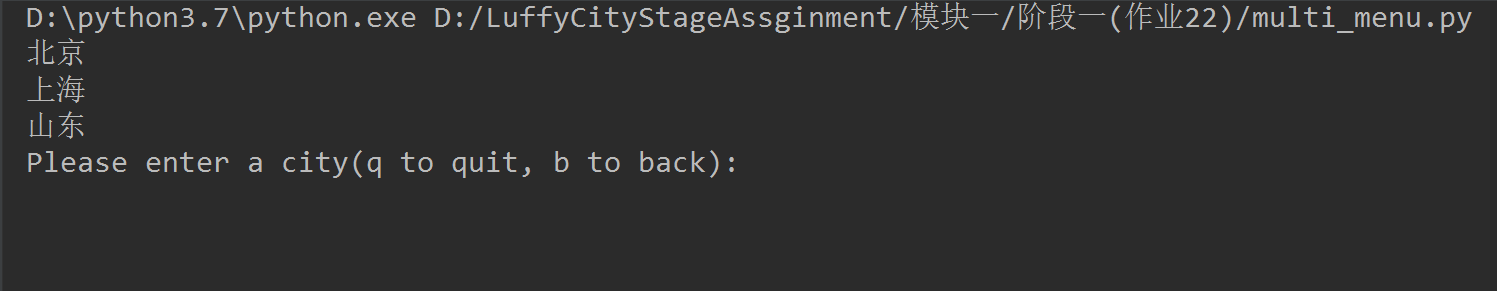 D:\python3.7\python.exe D:/LuffyCityStageAssginment/模块一/阶段一(作业22)/multi_menu.py
北京
上海
山东
Please enter a city(q to quit, b to back):